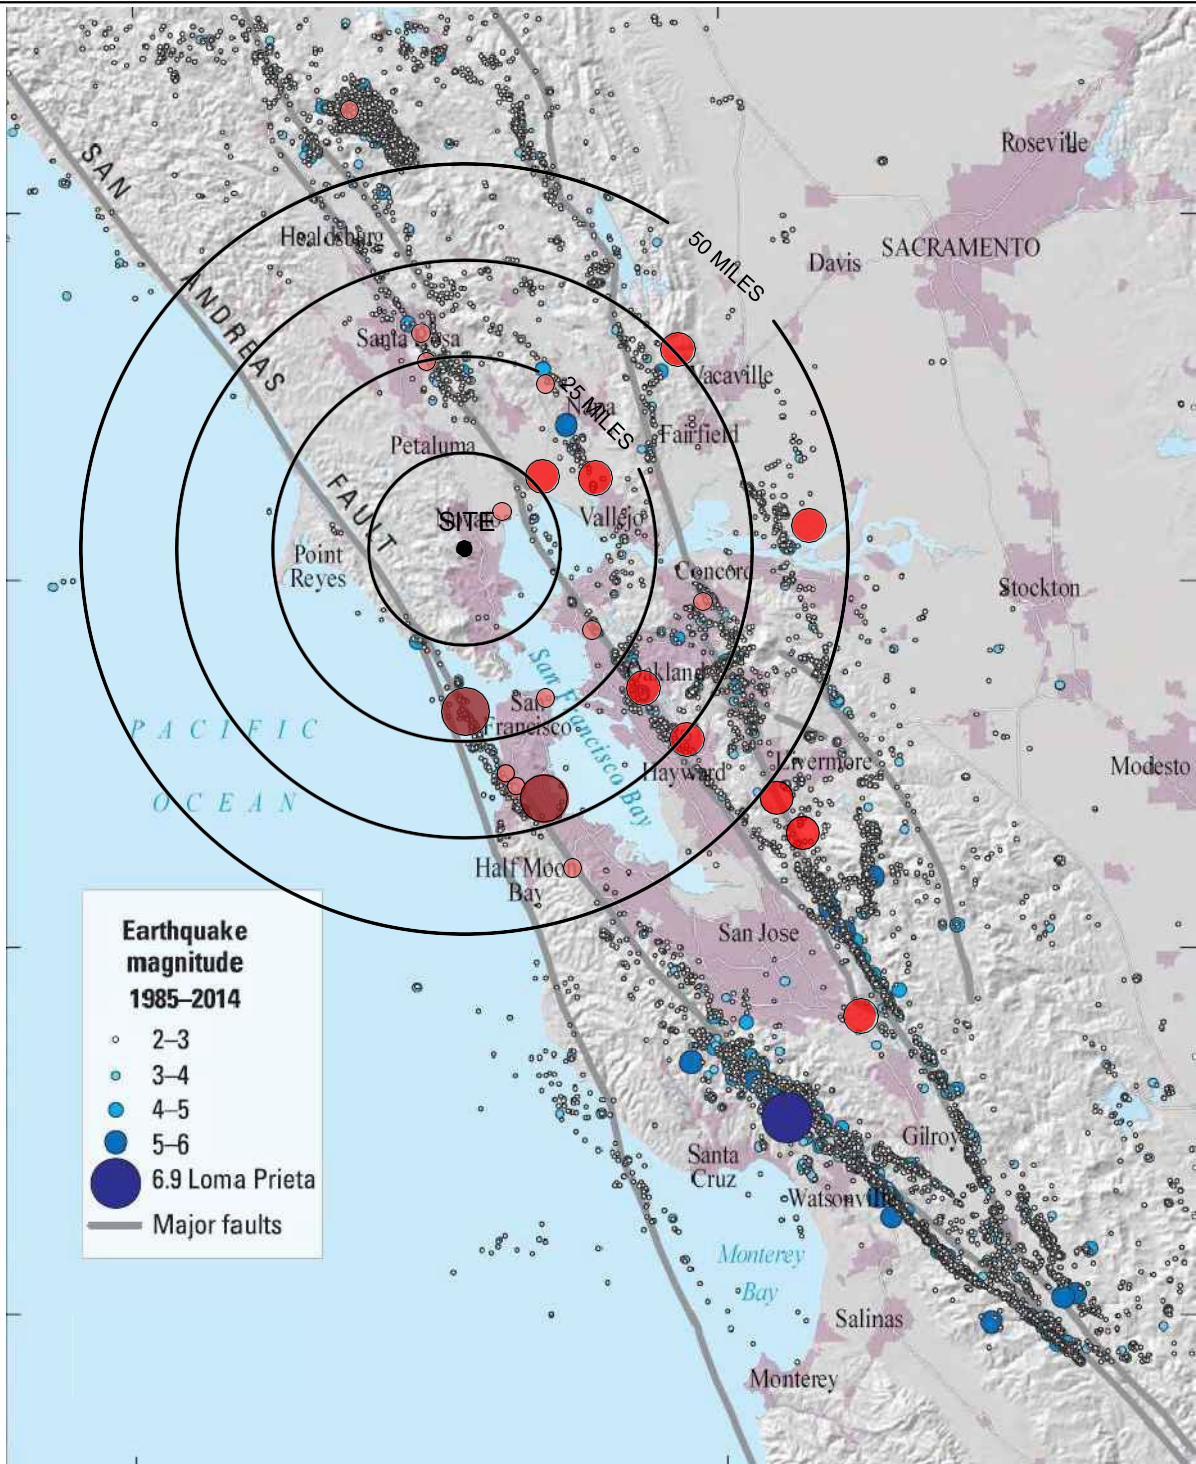 Roseville
SAN
Healdsburg
50 MILES
SACRAMENTO
Davis
ANDREAS
Santa Rosa
Vacaville
25 MILES
Napa
Petaluma
Fairfield
FAULT
SITE
Vallejo
Point
Reyes
Concord
Stockton
Oakland
San
Francisco
San Francisco Bay
PACIFIC
OCEAN
Hayward
Livermore
Modesto
Half Moon
Bay
San Jose
Earthquake
magnitude
1985–2014
2–3
3–4
4–5
5–6
6.9 Loma Prieta
Major faults
Gilroy
Santa
Cruz
Watsonville
Monterey
Bay
Salinas
Monterey